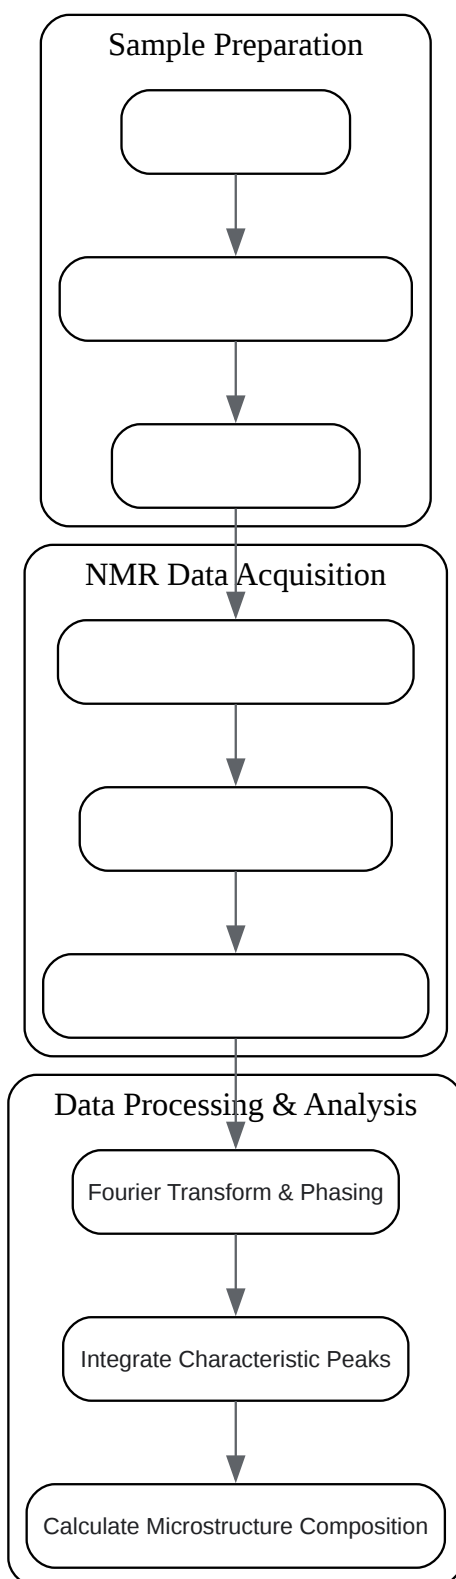 Sample Preparation
NMR Data Acquisition
Data Processing & Analysis
Fourier Transform & Phasing
Integrate Characteristic Peaks
Calculate Microstructure Composition